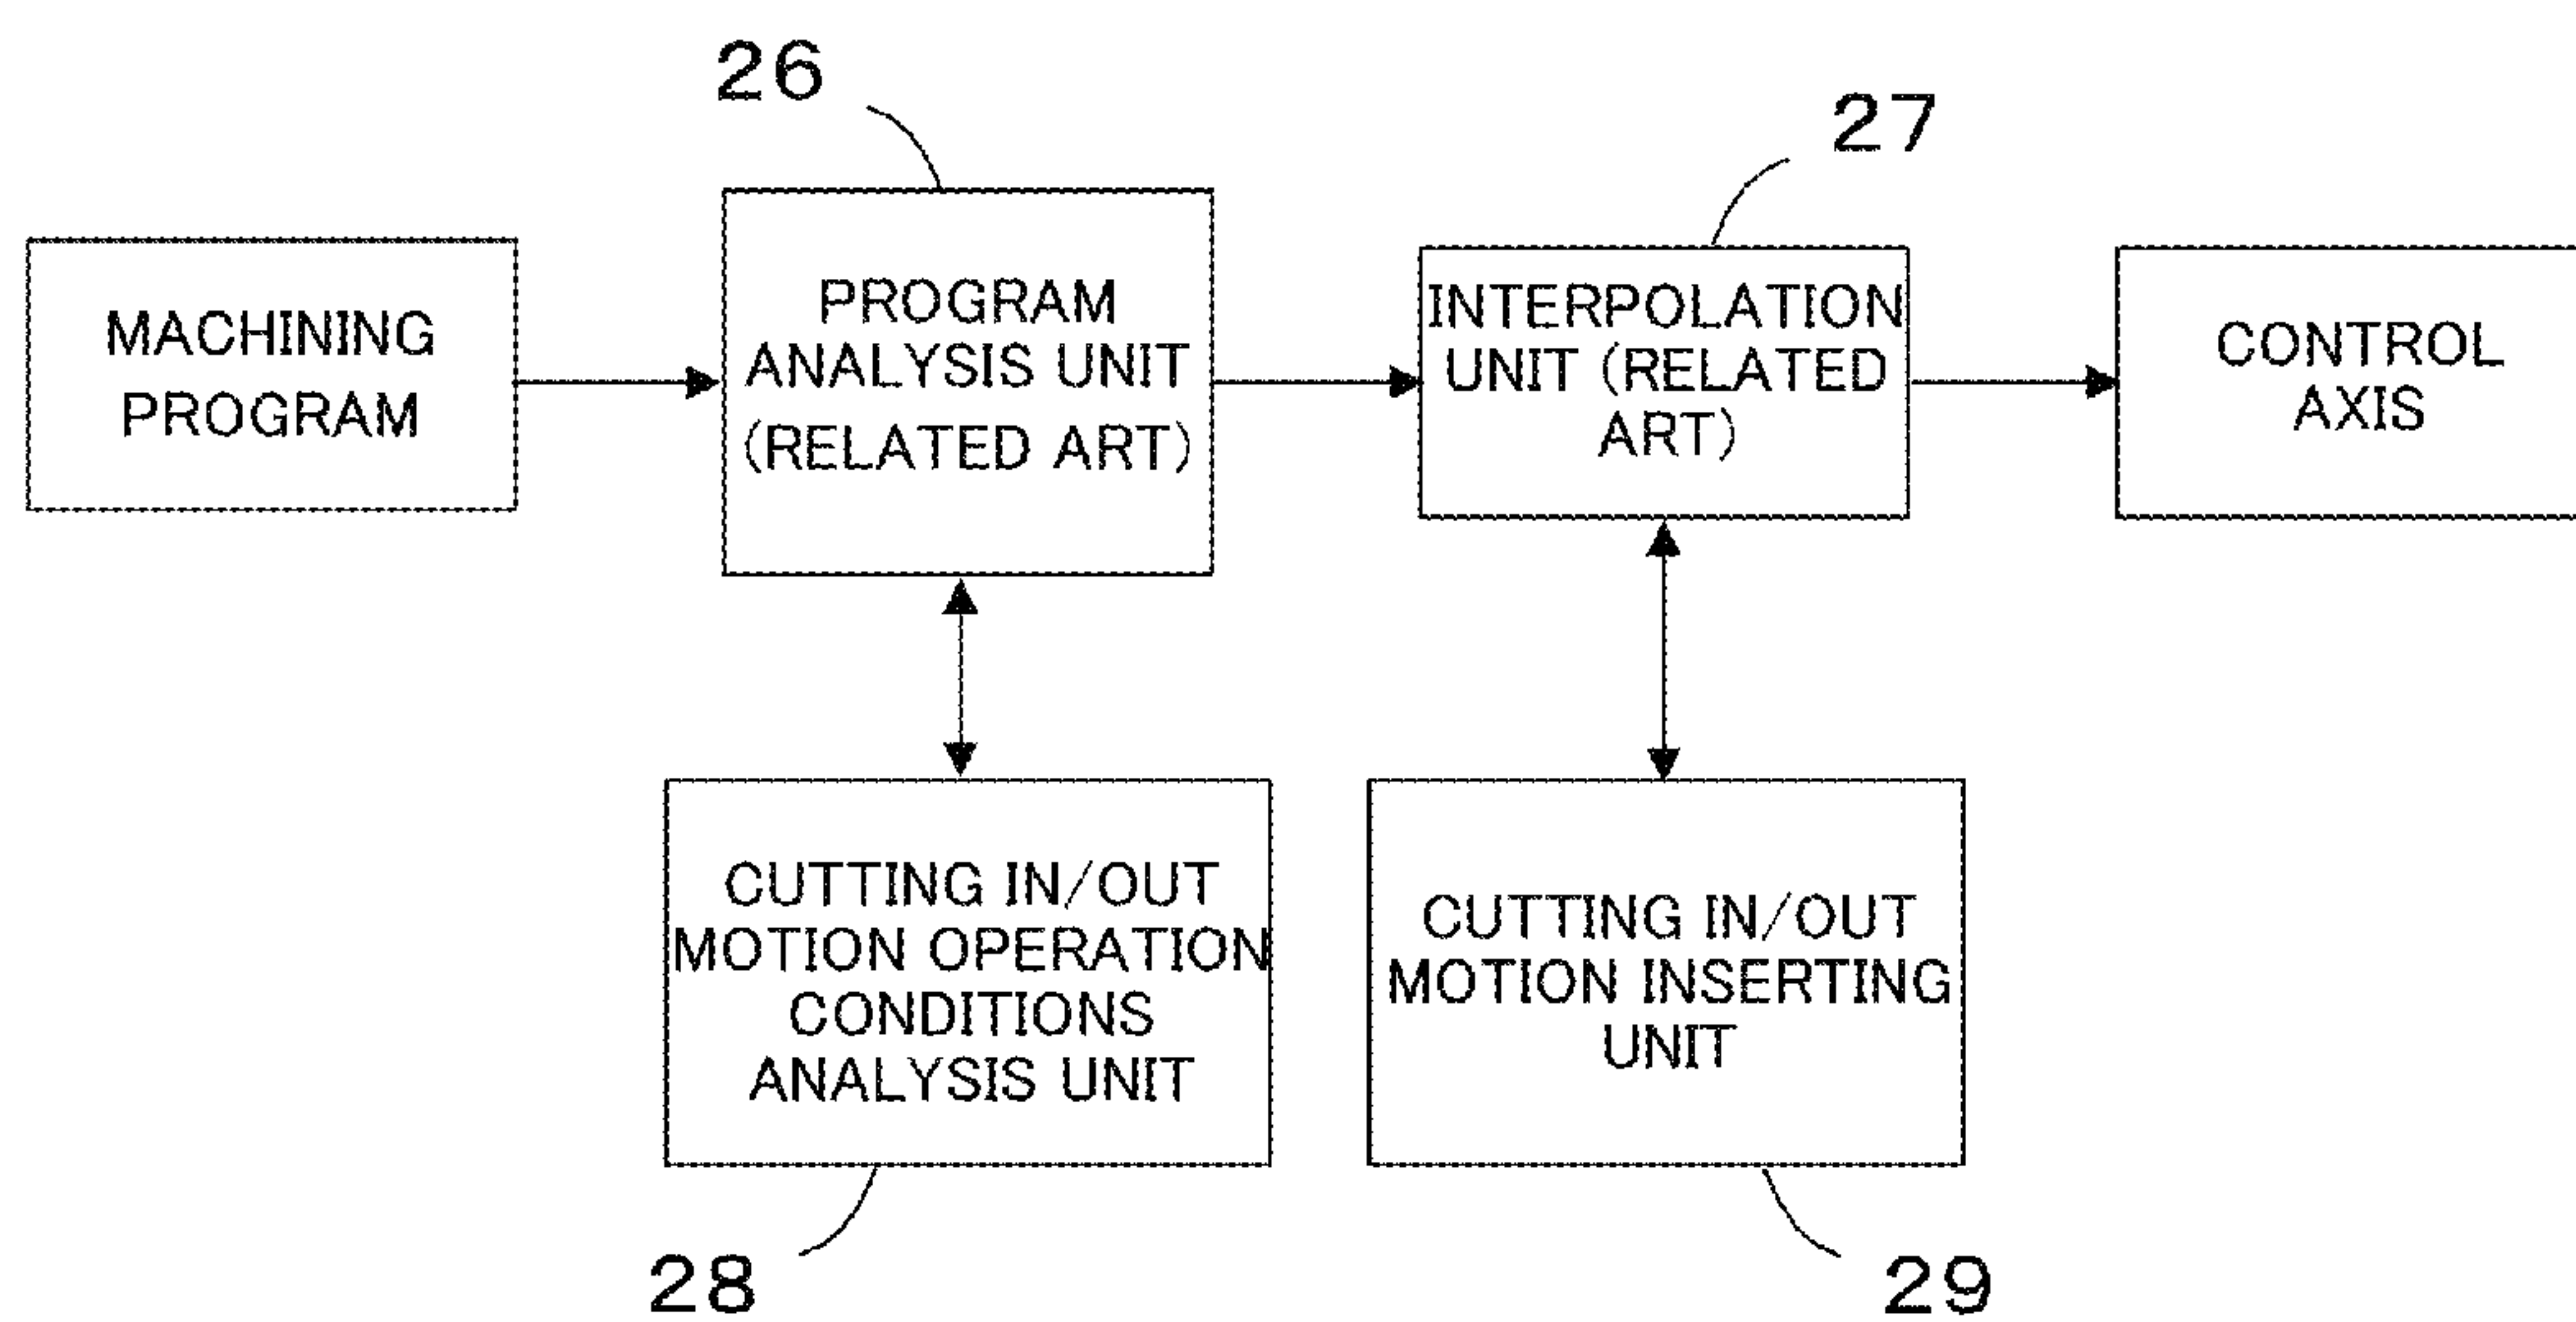 26
27
MACHINING
PROGRAM
PROGRAM
ANALYSIS UNIT
(RELATED ART)
INTERPOLATION
UNIT (RELATED
ART)
CONTROL
AXIS
CUTTING IN/OUT
MOTION OPERATION
CONDITIONS
ANALYSIS UNIT
CUTTING IN/OUT
MOTION INSERTING
UNIT
28
29